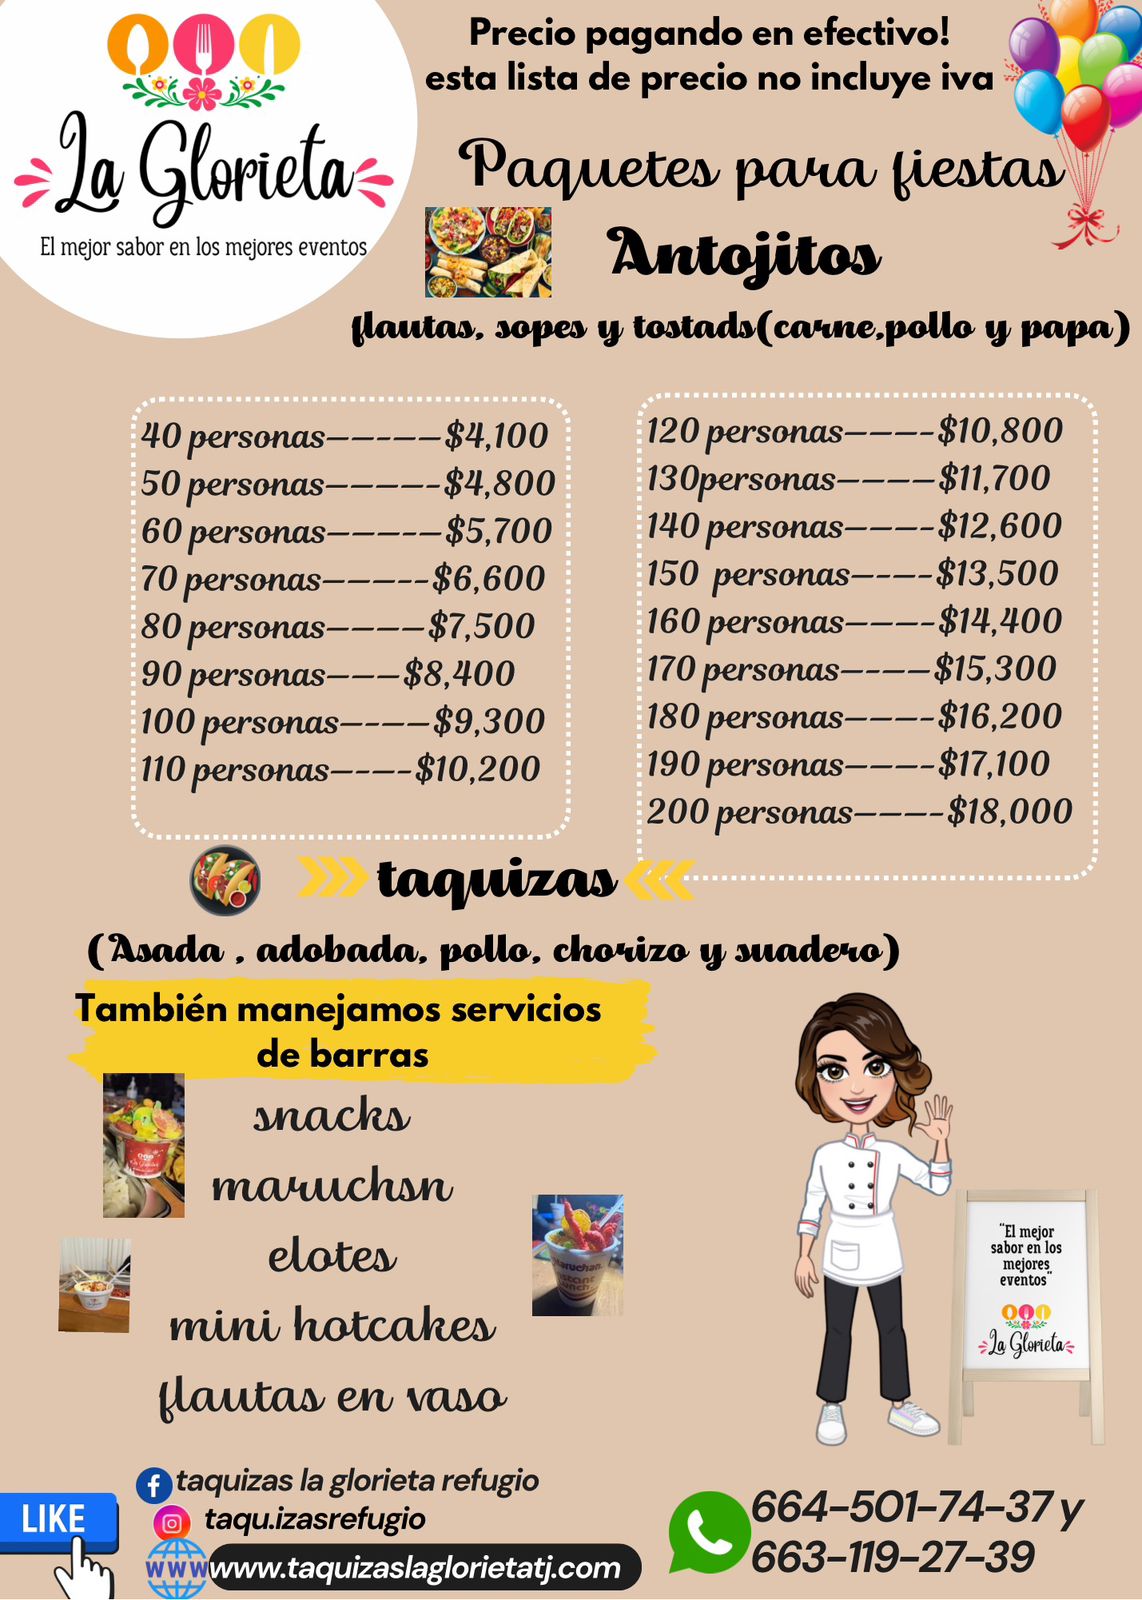 La Glorieta
El mejor sabor en los mejores eventos
Precio pagando en efectivo!
esta lista de precio no incluye iva
Paquetes para fiestas
Antojitos
flautas, sopes y tostads(carne,pollo y papa)
40 personas-----$4,100
50 personas-----$4,800
60 personas-----$5,700
70 personas-----$6,600
80 personas----$7,500
90 personas---$8,400
100 personas----$9,300
110 personas----$10,200
120 personas----$10,800
130personas----$11,700
140 personas----$12,600
150 personas----$13,500
160 personas----$14,400
170 personas----$15,300
180 personas----$16,200
190 personas----$17,100
200 personas----$18,000
taquizas
(Asada , adobada, pollo, chorizo y suadero)
También manejamos servicios
de barras
snacks
maruchsn
elotes
mini hotcakes
flautas en vaso
Maruchan
Instant
Lunch
"El mejor
sabor en los
mejores
eventos"
La Glorieta
LIKE
taquizas la glorieta refugio
taqu.izasrefugio
WWW
www.taquizaslaglorietatj.com
664-501-74-37 y
663-119-27-39